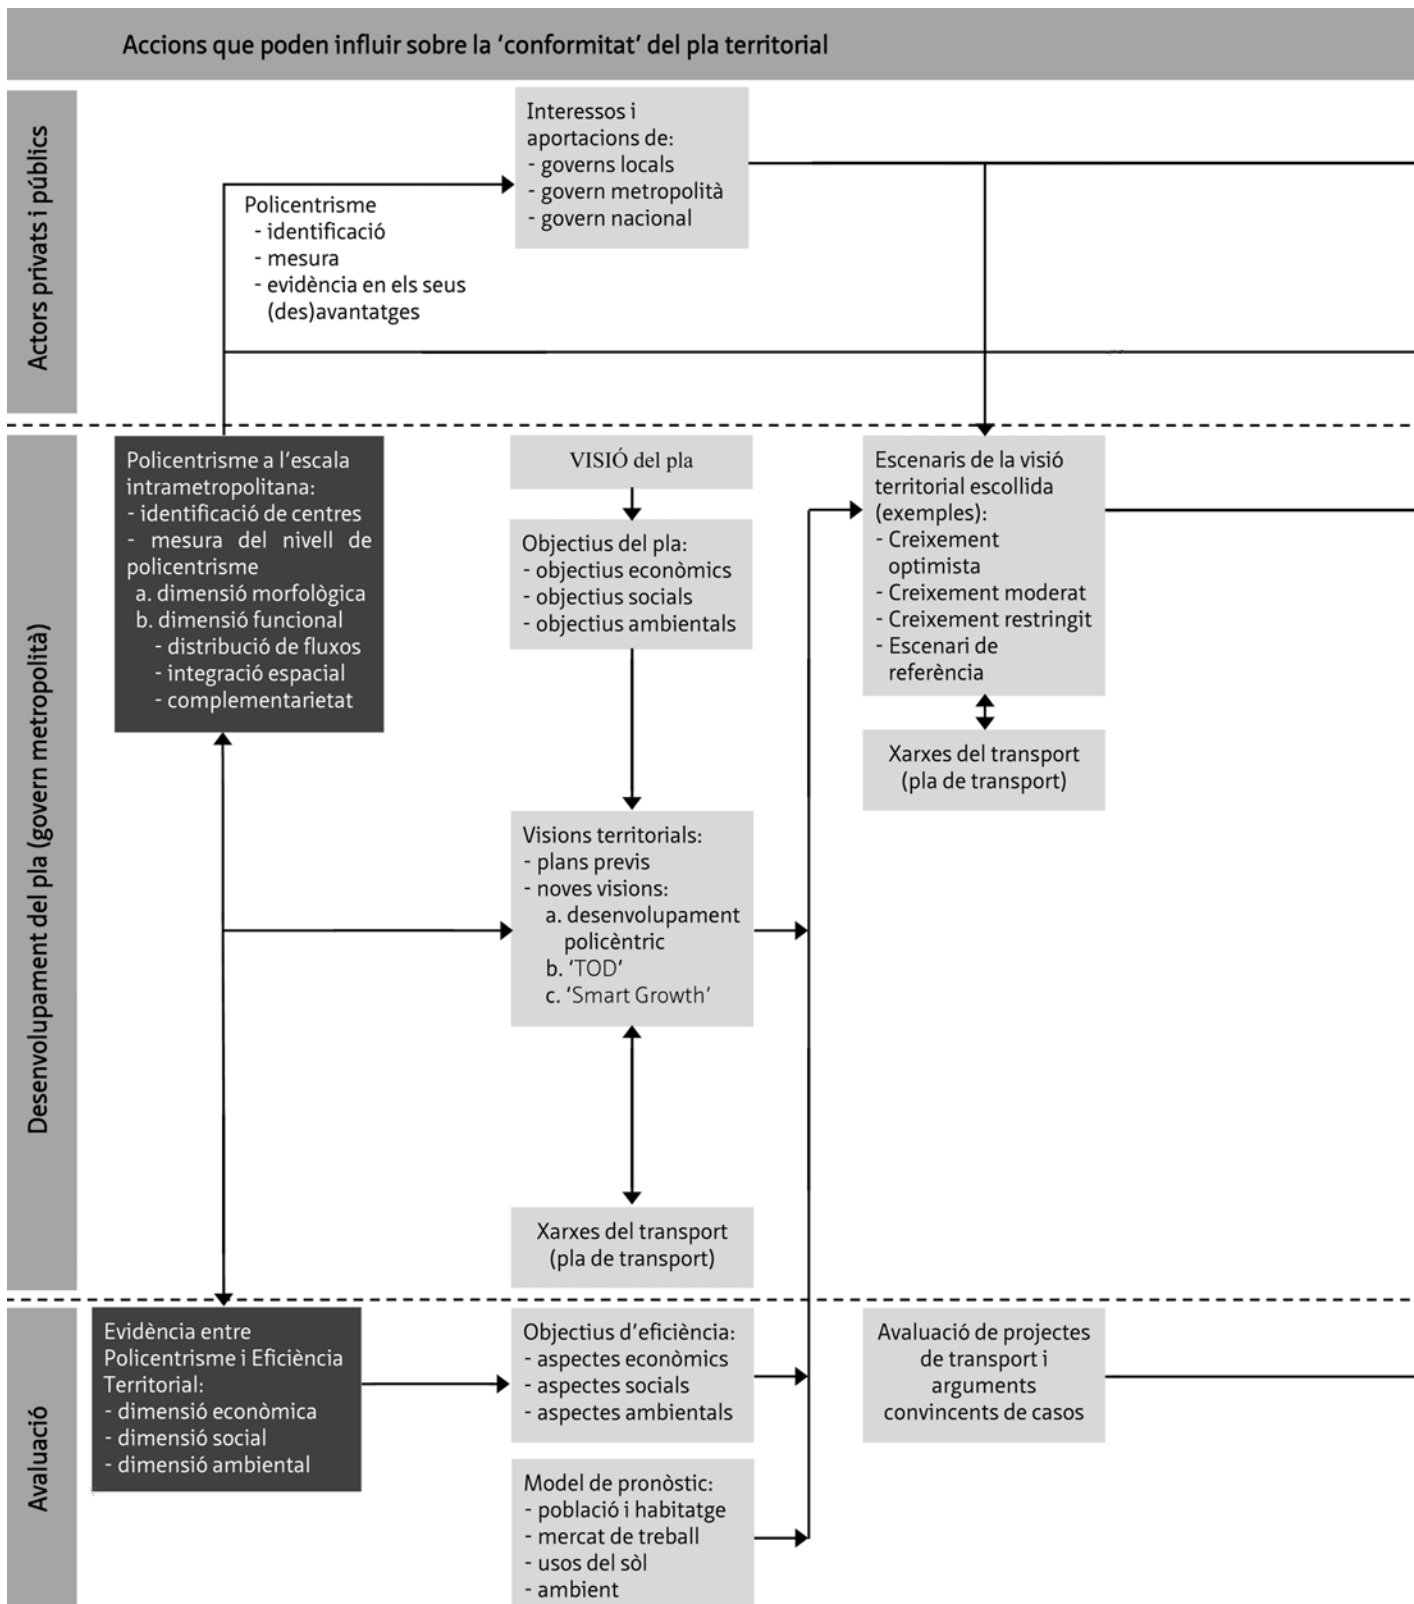 Accions que poden influir sobre la ‘conformitat’ del pla territorial
Actors privats i públics
Interessos i
aportacions de:
- governs locals
- govern metropolità
- govern nacional
Policentrisme
- identificació
- mesura
- evidència en els seus
(des)avantatges
Desenvolupament del pla (govern metropolità)
Policentrisme a l’escala
intrametropolitana:
- identificació de centres
- mesura del nivell de
policentrisme
a. dimensió morfològica
b. dimensió funcional
- distribució de fluxos
- integració espacial
- complementarietat
VISIÓ del pla
Objectius del pla:
- objectius econòmics
- objectius socials
- objectius ambientals
Visions territorials:
- plans previs
- noves visions:
a. desenvolupament
policèntric
b. ‘TOD’
c. ‘Smart Growth’
Xarxes del transport
(pla de transport)
Escenaris de la visió
territorial escollida
(exemples):
- Creixement
optimista
- Creixement moderat
- Creixement restringit
- Escenari de
referència
Xarxes del transport
(pla de transport)
Avaluació
Evidència entre
Policentrisme i Eficiència
Territorial:
- dimensió econòmica
- dimensió social
- dimensió ambiental
Objectius d’eficiència:
- aspectes econòmics
- aspectes socials
- aspectes ambientals
Model de pronòstic:
- població i habitatge
- mercat de treball
- usos del sòl
- ambient
Avaluació de projectes
de transport i
arguments
convincents de casos